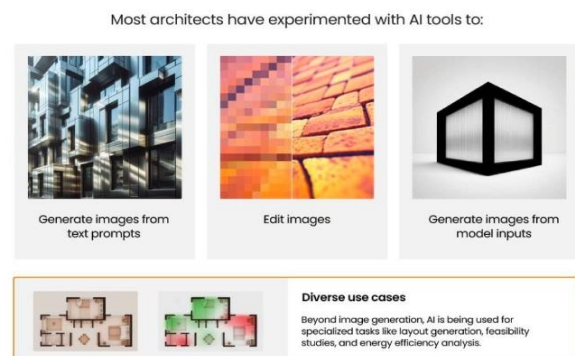 Most architects have experimented with AI tools to:
Generate images from
text prompts
Edit images
Generate images from
model inputs
Diverse use cases
Beyond image generation, AI is being used for
specialized tasks like layout generation, feasibility
studies, and energy efficiency analysis.